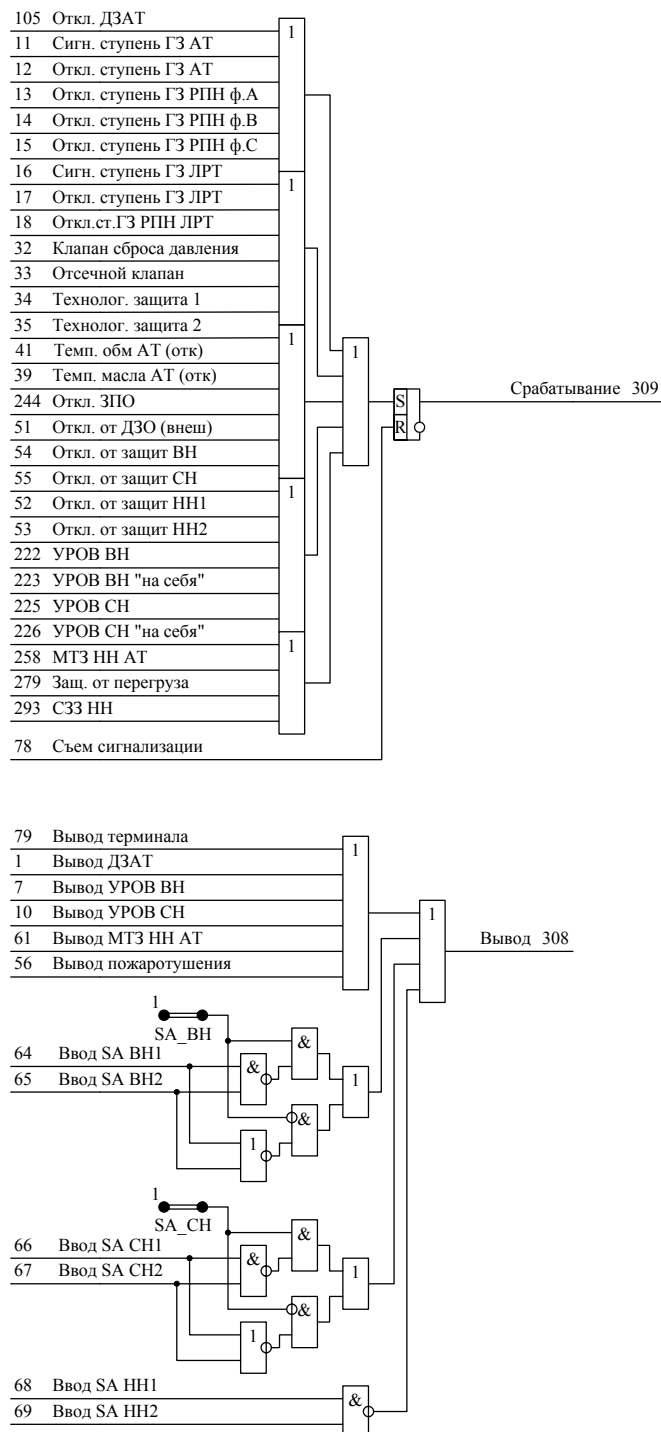 105 Откл. ДЗАТ
1
11 Сигн. ступень ГЗ АТ
12 Откл. ступень ГЗ АТ
13 Откл. ступень ГЗ РПН ф.А
14 Откл. ступень ГЗ РПН ф.В
15 Откл. ступень ГЗ РПН ф.С
16 Сигн. ступень ГЗ ЛРТ
1
17 Откл. ступень ГЗ ЛРТ
18 Откл.ст.ГЗ РПН ЛРТ
32 Клапан сброса давления
33 Отсечной клапан
34 Технолог. защита 1
35 Технолог. защита 2
1
41 Темп. обм АТ (отк)
1
39 Темп. масла АТ (отк)
244 Откл. ЗПО
S
Срабатывание 309
51 Откл. от ДЗО (внеш)
R
54 Откл. от защит ВН
55 Откл. от защит СН
1
52 Откл. от защит НН1
53 Откл. от защит НН2
222 УРОВ ВН
223 УРОВ ВН "на себя"
225 УРОВ СН
226 УРОВ СН "на себя"
1
258 МТЗ НН АТ
279 Защ. от перегруза
293 СЗЗ НН
78 Съем сигнализации
79 Вывод терминала
1
1 Вывод ДЗАТ
7 Вывод УРОВ ВН
10 Вывод УРОВ СН
1
61 Вывод МТЗ НН АТ
Вывод 308
56 Вывод пожаротушения
1
SA_ВН
&
64 Ввод SA ВН1
&
65 Ввод SA ВН2
1
&
1
1
SA_СН
&
66 Ввод SA СН1
&
67 Ввод SA СН2
1
&
1
68 Ввод SA НН1
&
69 Ввод SA НН2